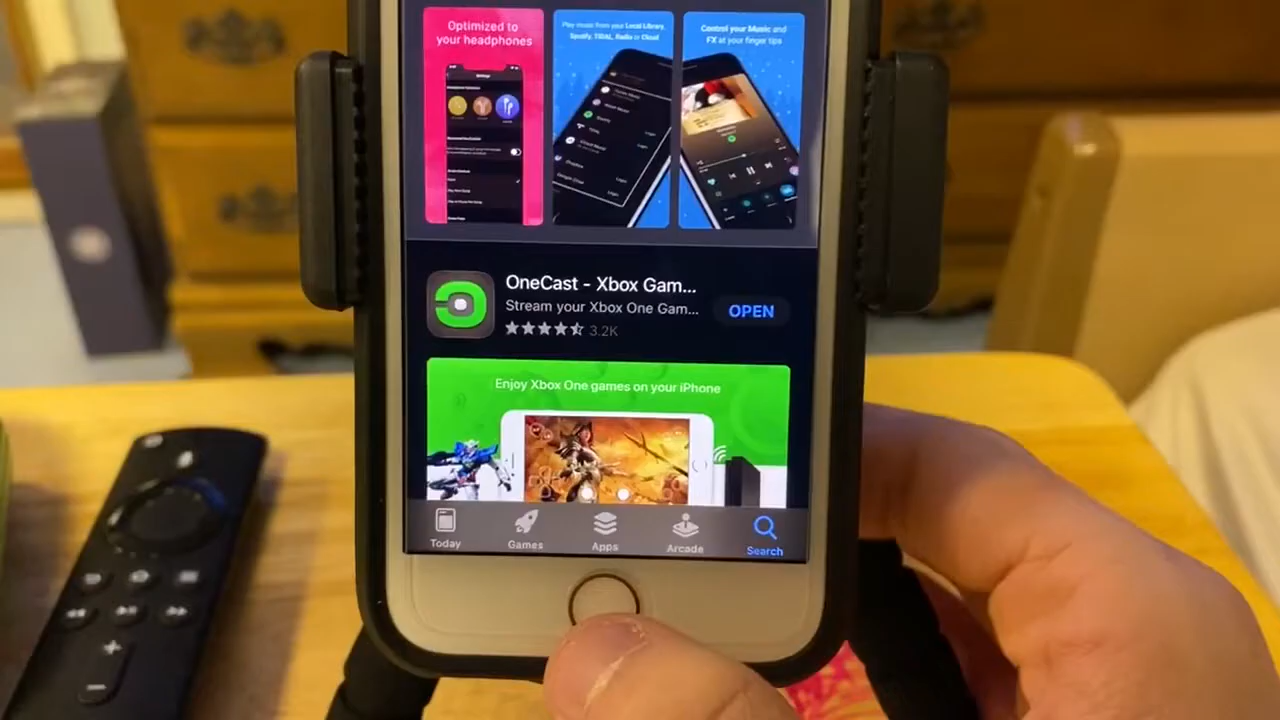 Optimized to
your headphones
Play music from your Local Library,
Spotify, TIDAL, Radio or Cloud
Control your Music and
FX at your finger tips
OneCast - Xbox Gam...
Stream your Xbox One Gam...
OPEN
3.2K
Enjoy Xbox One games on your iPhone
Today
Games
Apps
Arcade
Search